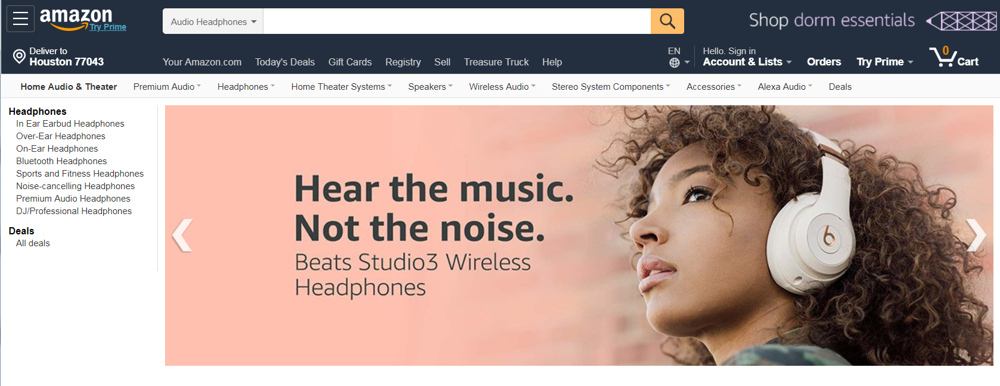 amazon
Try Prime
Audio Headphones
Shop dorm essentials
Deliver to
Houston 77043
Your Amazon.com Today's Deals Gift Cards Registry Sell Treasure Truck Help
EN
Hello. Sign in
Account & Lists
Orders
Try Prime
0
Cart
Home Audio & Theater Premium Audio Headphones Home Theater Systems Speakers Wireless Audio Stereo System Components Accessories Alexa Audio Deals
Headphones
In Ear Earbud Headphones
Over-Ear Headphones
On-Ear Headphones
Bluetooth Headphones
Sports and Fitness Headphones
Noise-cancelling Headphones
Premium Audio Headphones
DJ/Professional Headphones
Deals
All deals
Hear the music.
Not the noise.
Beats Studio3 Wireless
Headphones
b